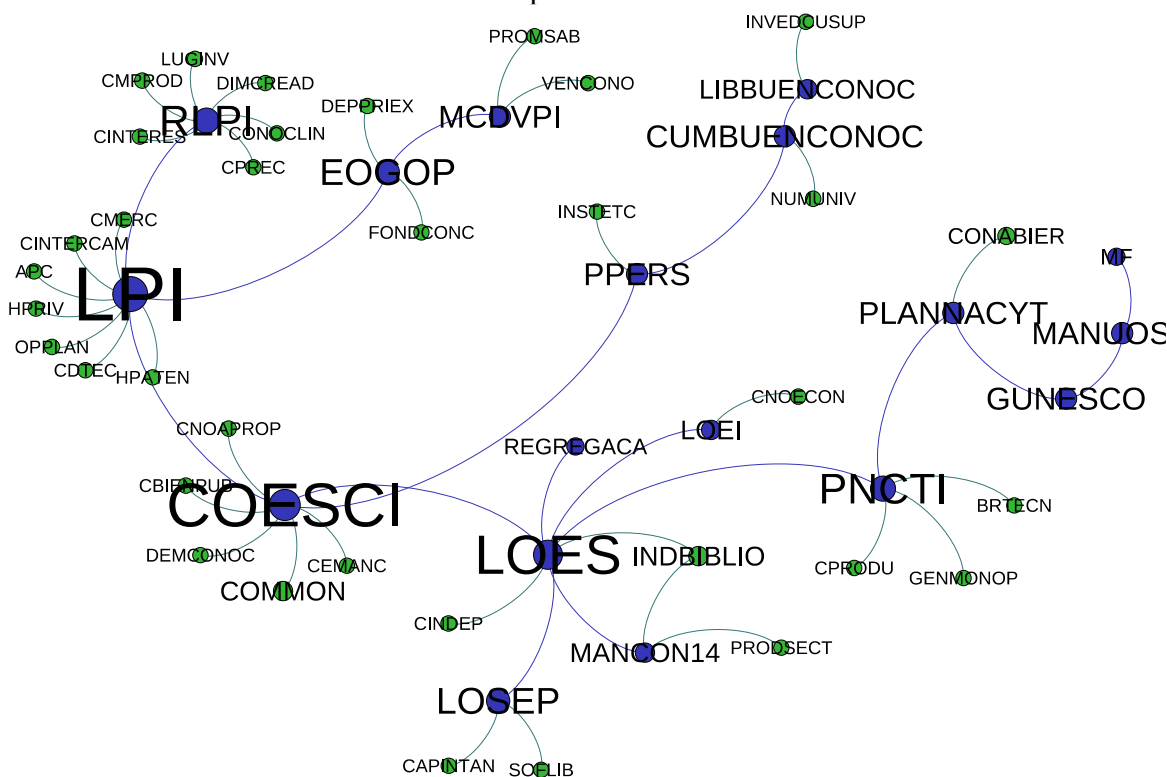 INVEDCUSUP
PROMSAB
LUGINV
CMPROD
DIMCREAD
VENCONO
LIBBUENCONOC
DEPPRIEX
MCDVPI
RLPI
CINTERES
CONOCLIN
CUMBUENCONOC
CPREC
EOGOP
NUMUNIV
INSTETC
CMERC
FONDCONC
CONABIER
CINTERCAM
MF
APC
PPERS
LPI
HPRIV
PLANNACYT
MANUOS
OPPLAN
CDTEC
HPATEN
CNOECON
GUNESCO
CNOAPROP
LOEI
REGREGACA
CBIENPUB
PNCTI
COESCI
BRTECN
DEMCONOC
CEMANC
LOES
INDBIBLIO
CPRODU
GENMONOP
COMMON
CINDEP
MANCON14
PRODSECT
LOSEP
CAPINTAN
SOFLIB